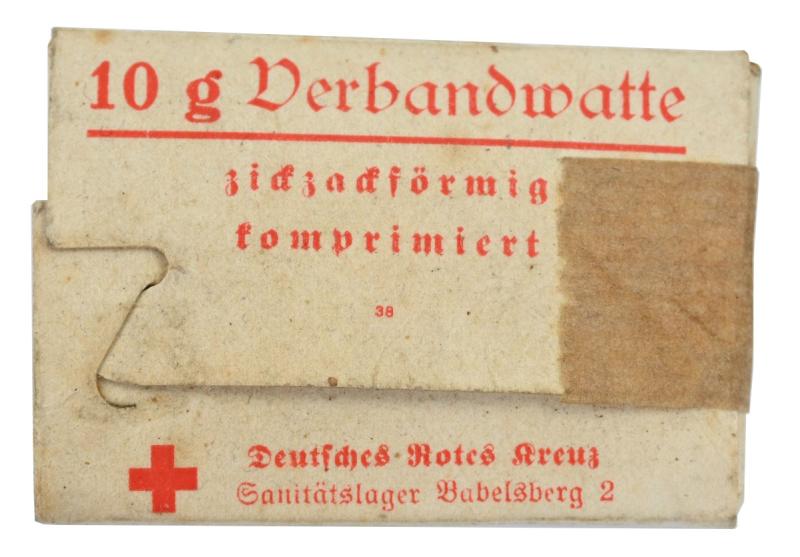 10 g Verbandwatte
zickzackförmig
komprimiert
38
Deutsches Rotes Kreuz
Sanitätslager Babelsberg 2